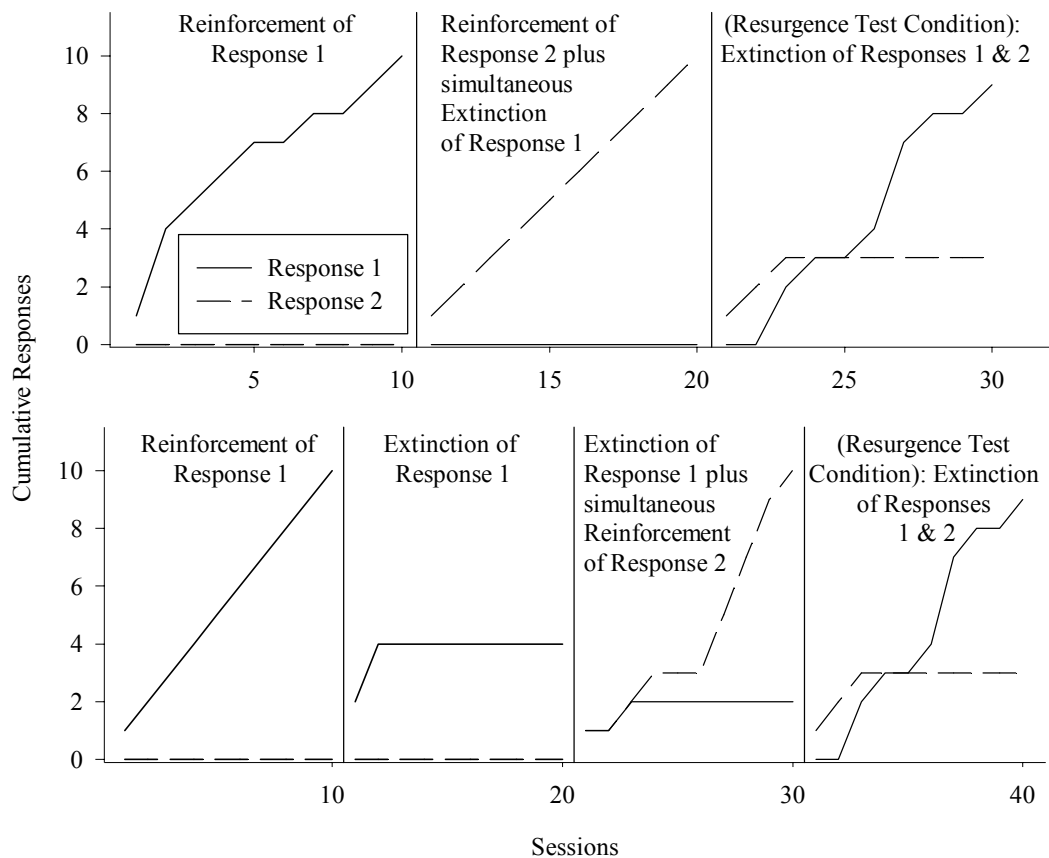 Reinforcement of
Response 1
Reinforcement of
Response 2 plus
simultaneous
Extinction
of Response 1
(Resurgence Test Condition):
Extinction of Responses 1 & 2
10
8
6
4
2
0
Response 1
Response 2
5
10
15
20
25
30
Cumulative Responses
Reinforcement of
Response 1
Extinction of
Response 1
Extinction of
Response 1 plus
simultaneous
Reinforcement
of Response 2
(Resurgence Test
Condition): Extinction
of Responses
1 & 2
10
8
6
4
2
0
10
20
30
40
Sessions